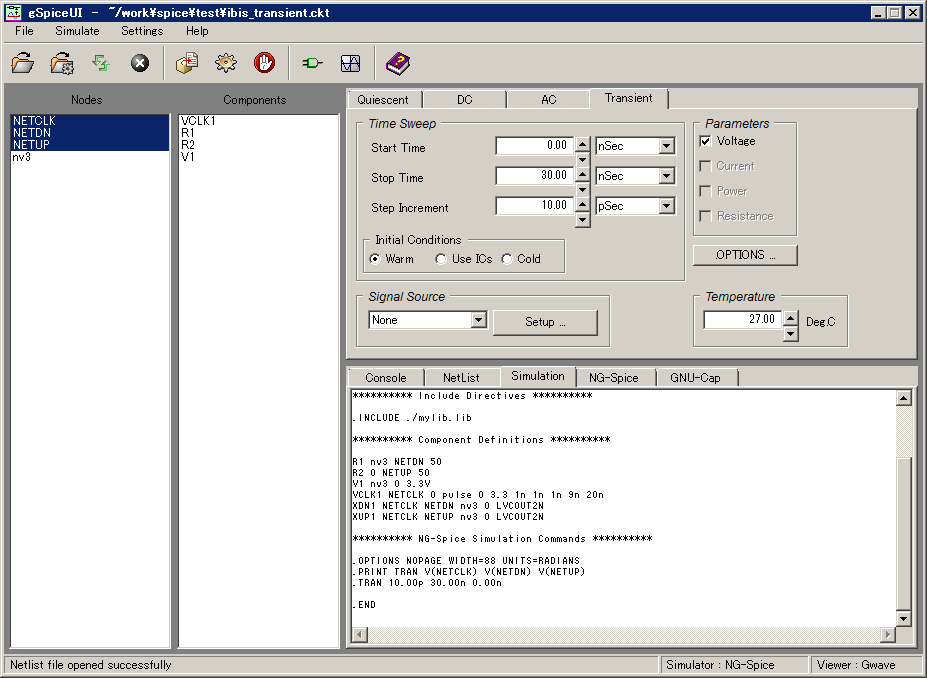 gSpiceUI - ~/work¥spice¥test¥ibis_transient.ckt
File Simulate Settings Help
Nodes
NETCLK
NETDN
NETUP
nv3
Components
VCLK1
R1
R2
V1
Quiescent DC AC Transient
Time Sweep
Start Time 0.00 nSec
Stop Time 30.00 nSec
Step Increment 10.00 pSec
Initial Conditions
Warm Use ICs Cold
Parameters
Voltage
Current
Power
Resistance
.OPTIONS ...
Signal Source
None Setup ...
Temperature
27.00 Deg.C
Console NetList Simulation NG-Spice GNU-Cap
********** Include Directives **********
.INCLUDE ./mylib.lib
********** Component Definitions **********
R1 nv3 NETDN 50
R2 0 NETUP 50
V1 nv3 0 3.3V
VCLK1 NETCLK 0 pulse 0 3.3 1n 1n 1n 9n 20n
XDN1 NETCLK NETDN nv3 0 LVCOUT2N
XUP1 NETCLK NETUP nv3 0 LVCOUT2N
********** NG-Spice Simulation Commands **********
.OPTIONS NOPAGE WIDTH=88 UNITS=RADIANS
.PRINT TRAN V(NETCLK) V(NETDN) V(NETUP)
.TRAN 10.00p 30.00n 0.00n
.END
Netlist file opened successfully
Simulator : NG-Spice
Viewer : Gwave